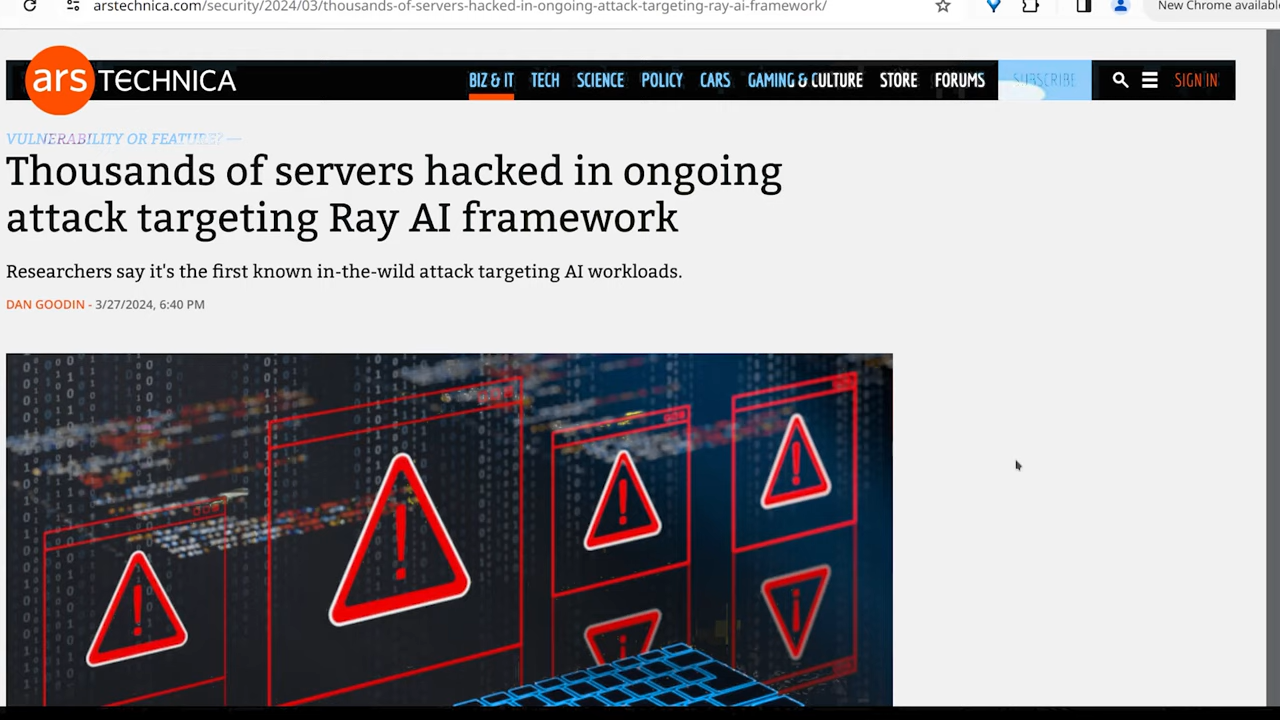 arstechnica.com/security/2024/03/thousands-of-servers-hacked-in-ongoing-attack-targeting-ray-ai-framework/
New Chrome available
ars TECHNICA
BIZ & IT TECH SCIENCE POLICY CARS GAMING & CULTURE STORE FORUMS SUBSCRIBE SIGN IN
VULNERABILITY OR FEATURE? —
Thousands of servers hacked in ongoing
attack targeting Ray AI framework
Researchers say it's the first known in-the-wild attack targeting AI workloads.
DAN GOODIN - 3/27/2024, 6:40 PM